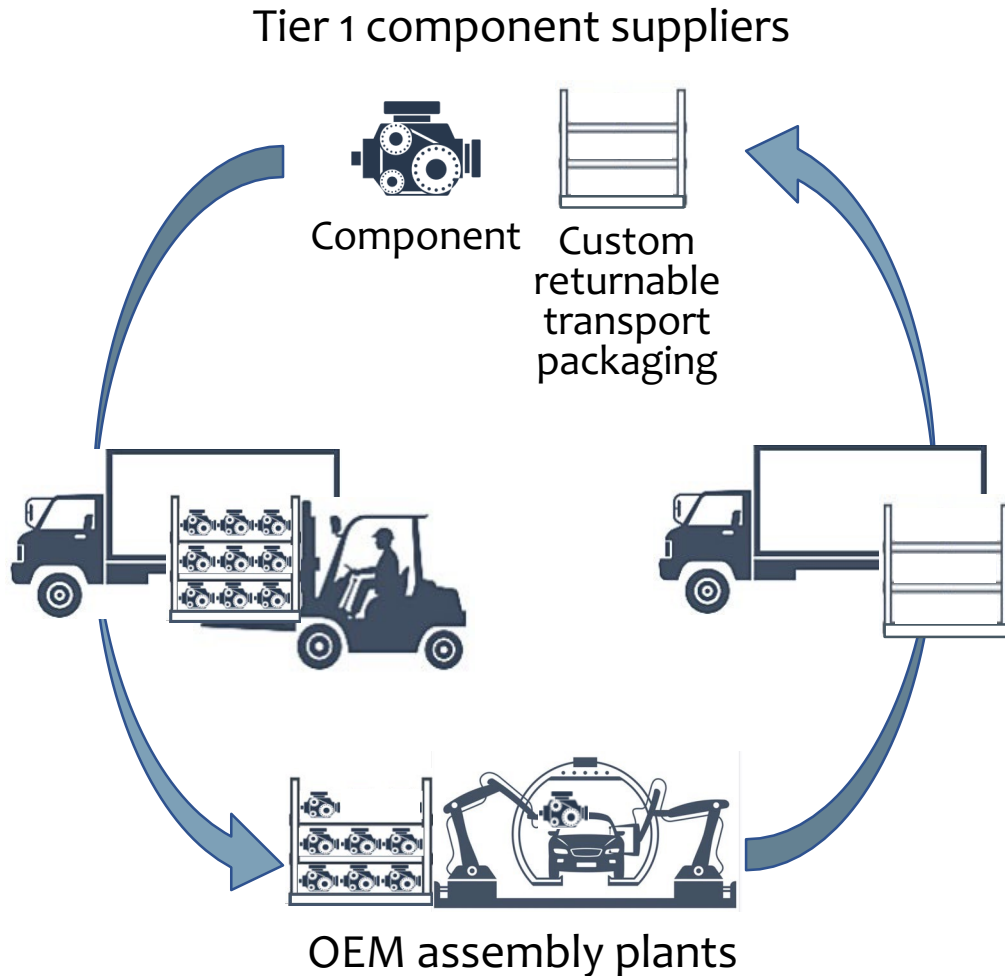 Tier 1 component suppliers
Component
Custom
returnable
transport
packaging
OEM assembly plants